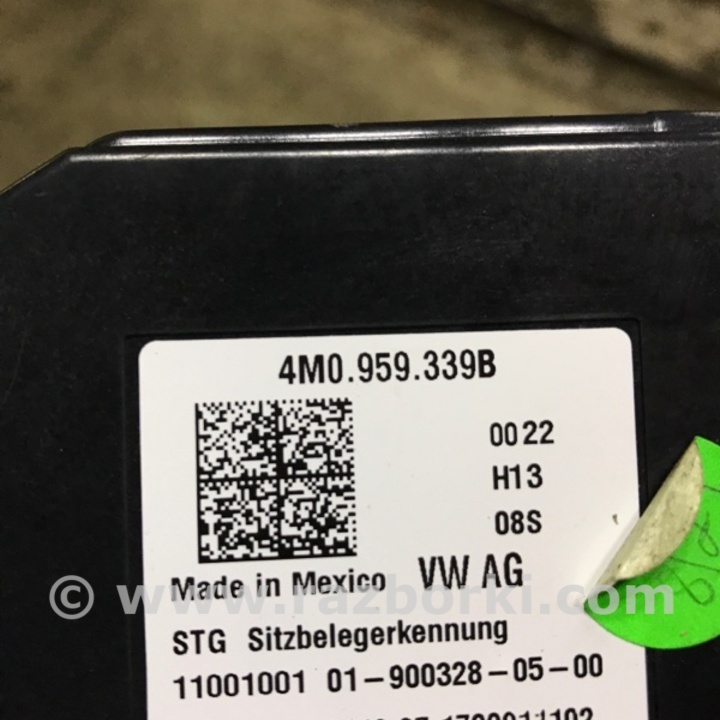 4M0.959.339B
0022
H13
08S
Made in Mexico VW AG
© www.razborki.com
STG Sitzbelegerkennung
11001001 01-900328-05-00